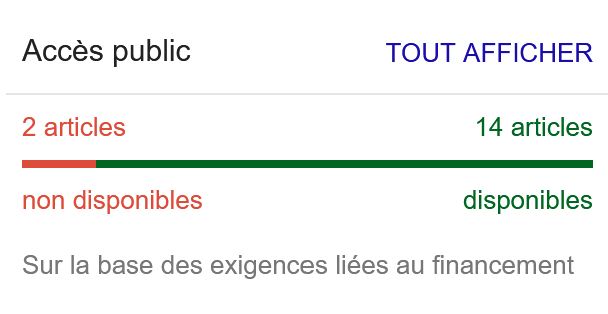 Accès public
TOUT AFFICHER
2 articles
14 articles
non disponibles
disponibles
Sur la base des exigences liées au financement